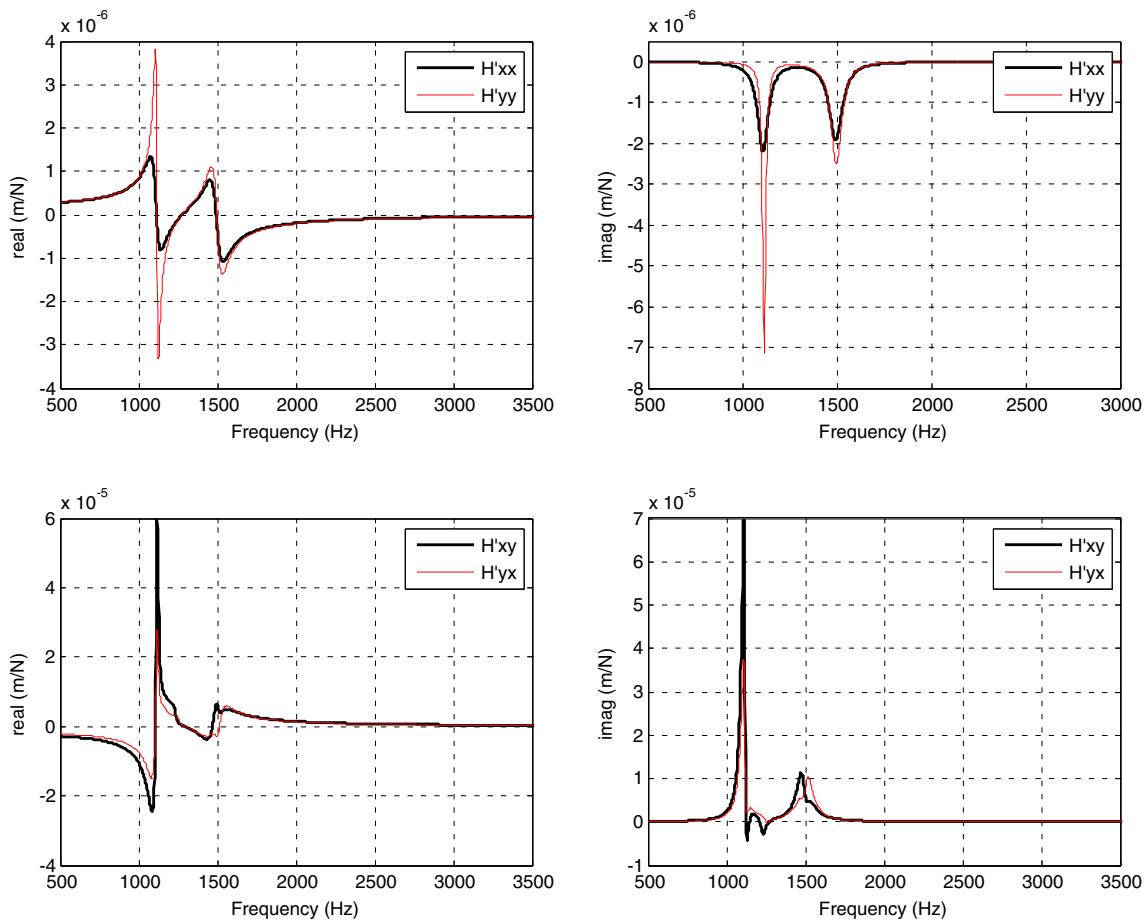 x 10^-6
4
3
2
1
0
-1
-2
-3
-4
real (m/N)
500 1000 1500 2000 2500 3000 3500
Frequency (Hz)
H'xx
H'yy
x 10^-6
0
-1
-2
-3
-4
-5
-6
-7
-8
imag (m/N)
500 1000 1500 2000 2500 3000
Frequency (Hz)
H'xx
H'yy
x 10^-5
6
4
2
0
-2
-4
real (m/N)
500 1000 1500 2000 2500 3000 3500
Frequency (Hz)
H'xy
H'yx
x 10^-5
7
6
5
4
3
2
1
0
-1
imag (m/N)
500 1000 1500 2000 2500 3000 3500
Frequency (Hz)
H'xy
H'yx